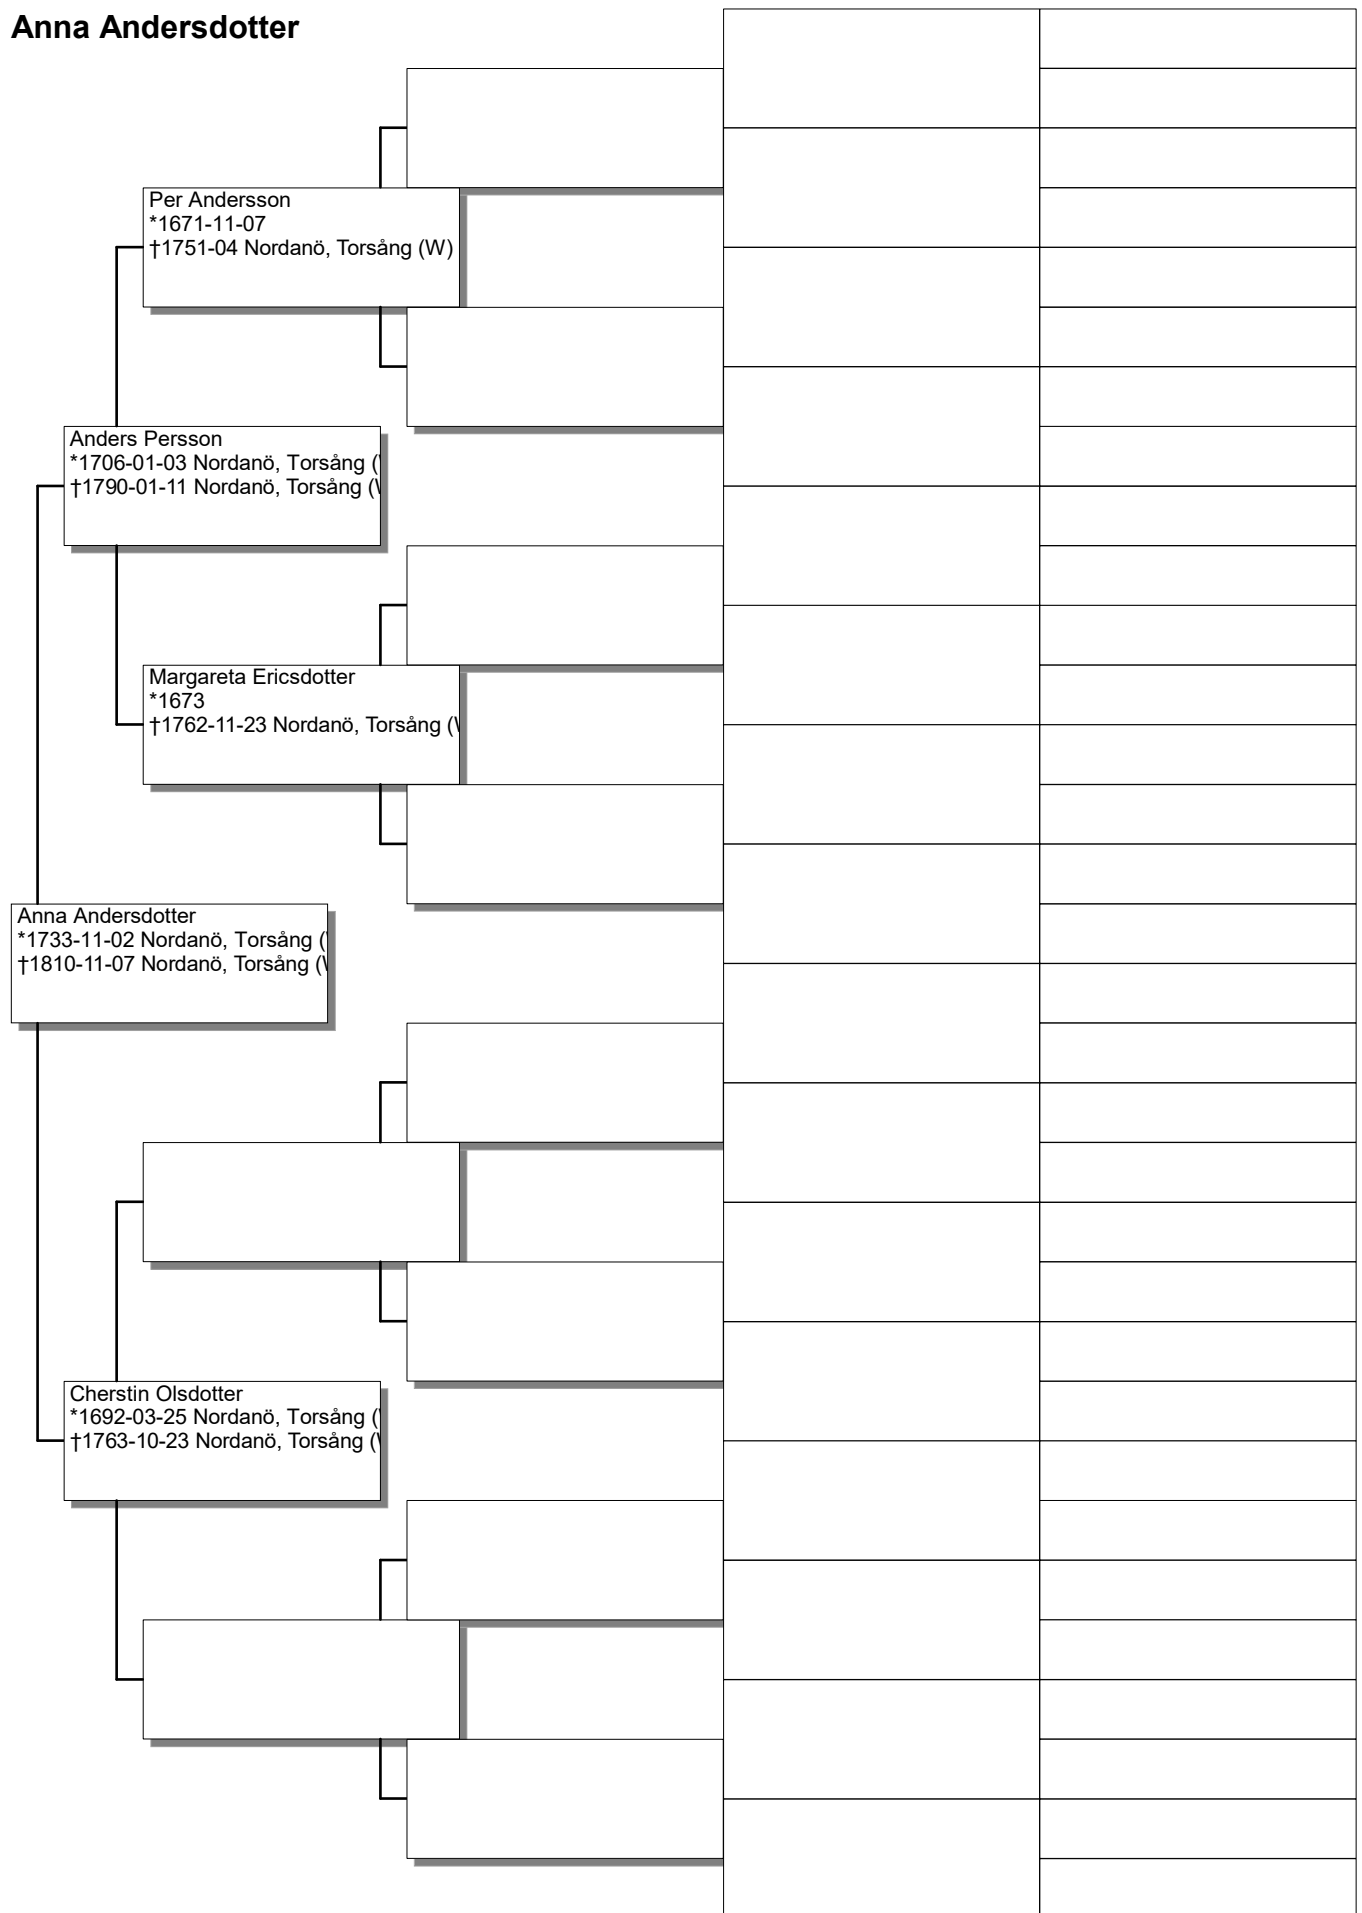 Anna Andersdotter
Per Andersson
*1671-11-07
†1751-04 Nordanö, Torsång (W)
Anders Persson
*1706-01-03 Nordanö, Torsång (
†1790-01-11 Nordanö, Torsång (
Margareta Ericsdotter
*1673
†1762-11-23 Nordanö, Torsång (
Anna Andersdotter
*1733-11-02 Nordanö, Torsång (
†1810-11-07 Nordanö, Torsång (
Cherstin Olsdotter
*1692-03-25 Nordanö, Torsång (
†1763-10-23 Nordanö, Torsång (